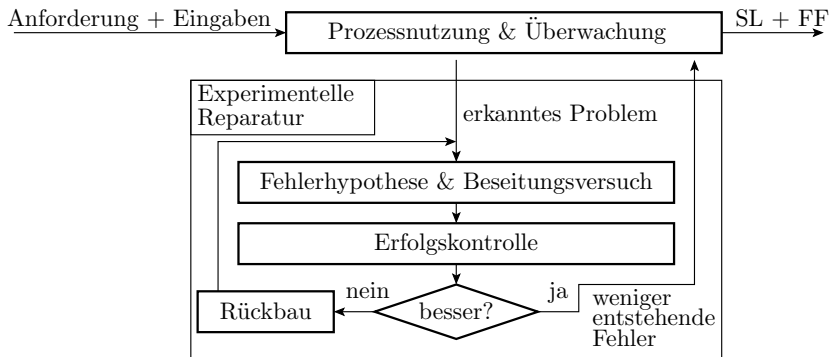 Anforderung + Eingaben
Prozessnutzung & Überwachung
SL + FF
Experimentelle
Reparatur
erkanntes Problem
Fehlerhypothese & Beseitungsversuch
Erfolgskontrolle
nein
ja
Rückbau
besser?
weniger
entstehende
Fehler